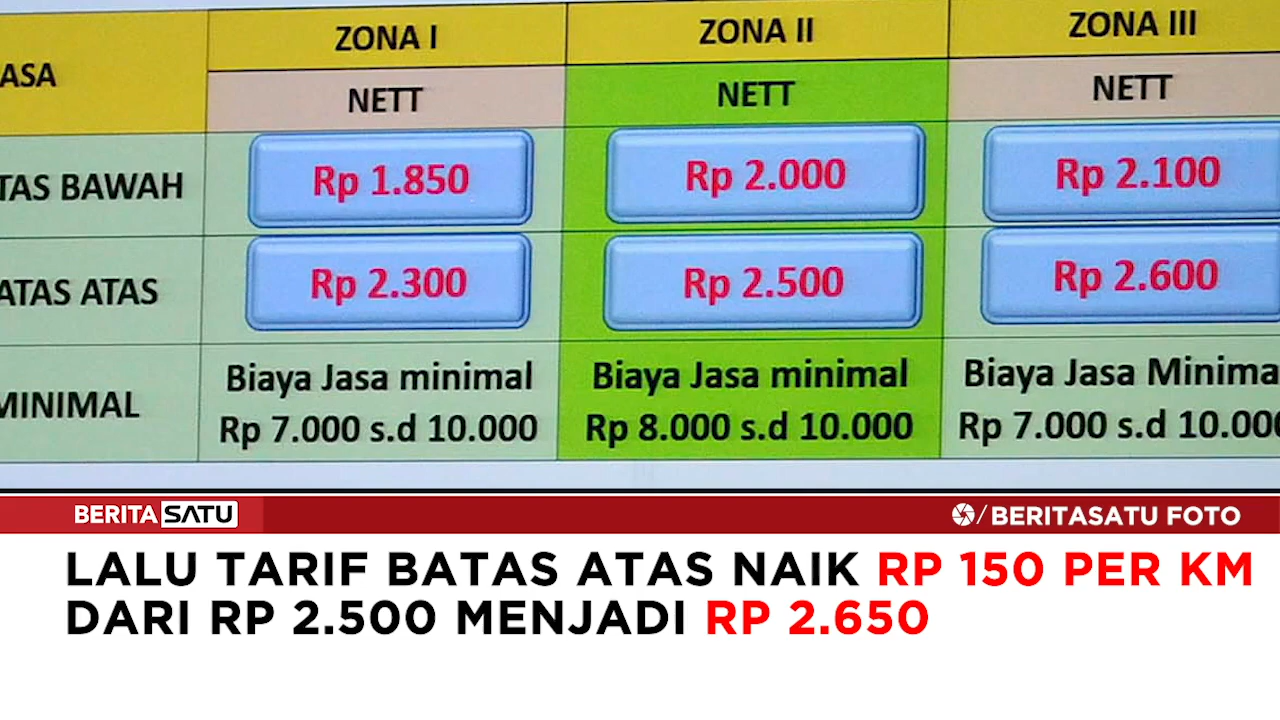 ZONA I ZONA II ZONA III
ASA
NETT NETT NETT
TAS BAWAH Rp 1.850 Rp 2.000 Rp 2.100
ATAS ATAS Rp 2.300 Rp 2.500 Rp 2.600
Biaya Jasa minimal Biaya Jasa minimal Biaya Jasa Minima
MINIMAL
Rp 7.000 s.d 10.000 Rp 8.000 s.d 10.000 Rp 7.000 s.d 10.000
BERITA SATU / BERITASATU FOTO
LALU TARIF BATAS ATAS NAIK RP 150 PER KM
DARI RP 2.500 MENJADI RP 2.650